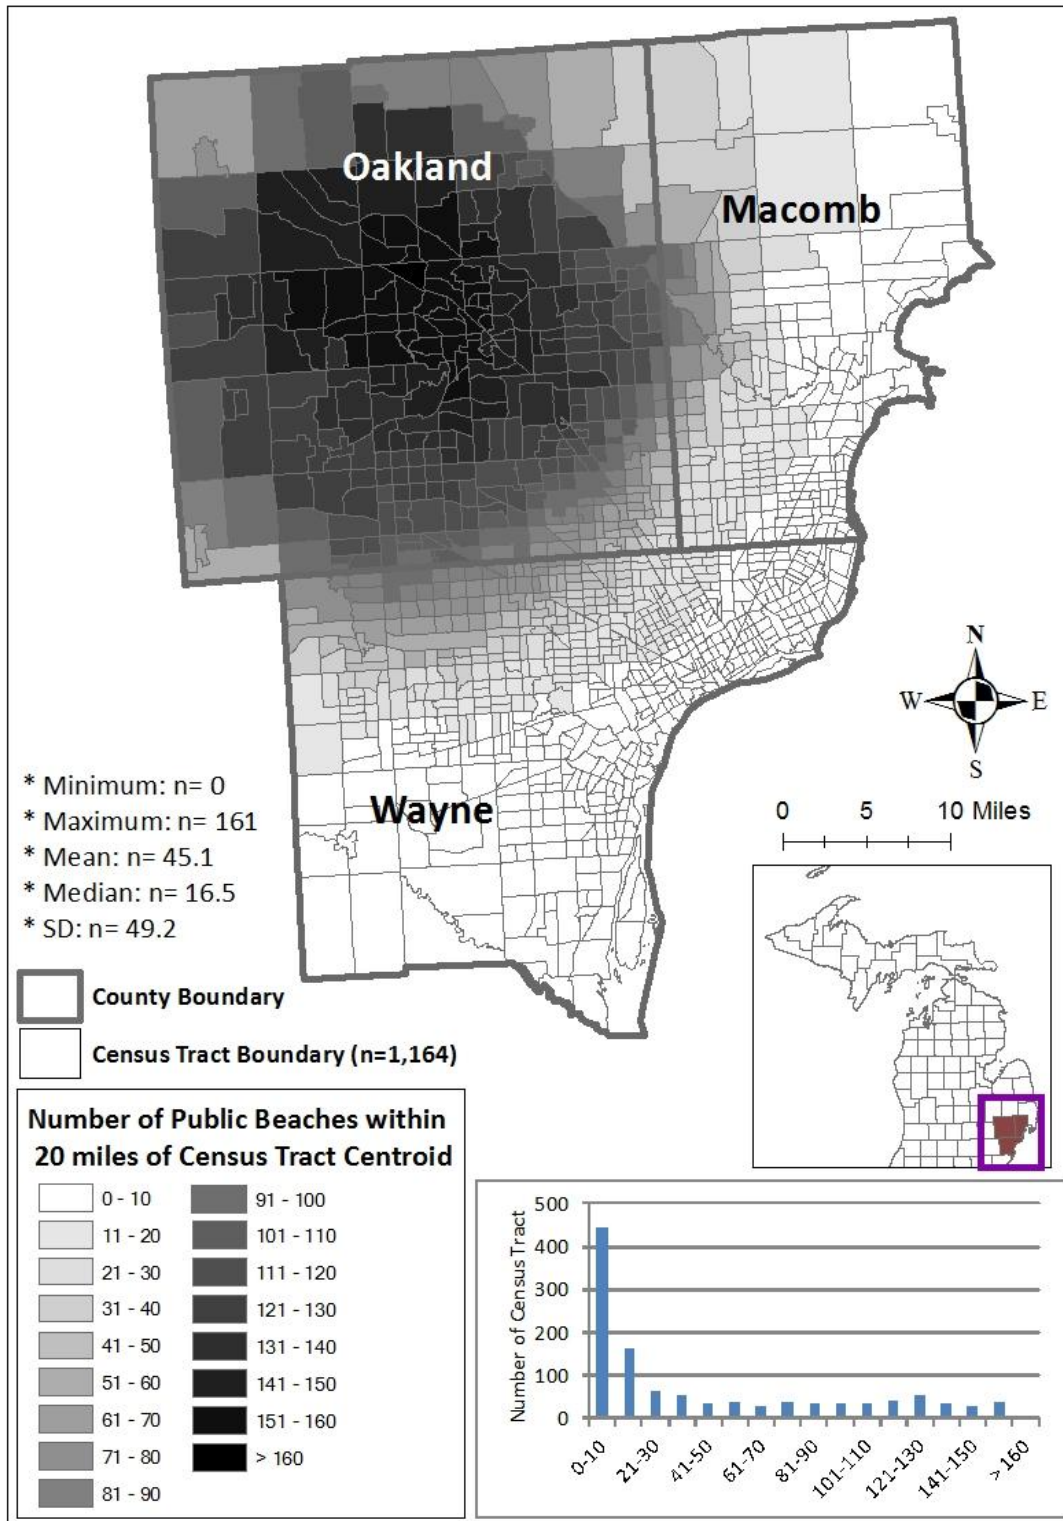 Oakland
Macomb
Wayne
N
W
E
S
* Minimum: n= 0
* Maximum: n= 161
* Mean: n= 45.1
* Median: n= 16.5
* SD: n= 49.2
0 5 10 Miles
County Boundary
Census Tract Boundary (n=1,164)
Number of Public Beaches within
20 miles of Census Tract Centroid
0 - 10
11 - 20
21 - 30
31 - 40
41 - 50
51 - 60
61 - 70
71 - 80
81 - 90
91 - 100
101 - 110
111 - 120
121 - 130
131 - 140
141 - 150
151 - 160
> 160
Number of Census Tract
500
400
300
200
100
0
0-10
21-30
41-50
61-70
81-90
101-110
121-130
141-150
> 160